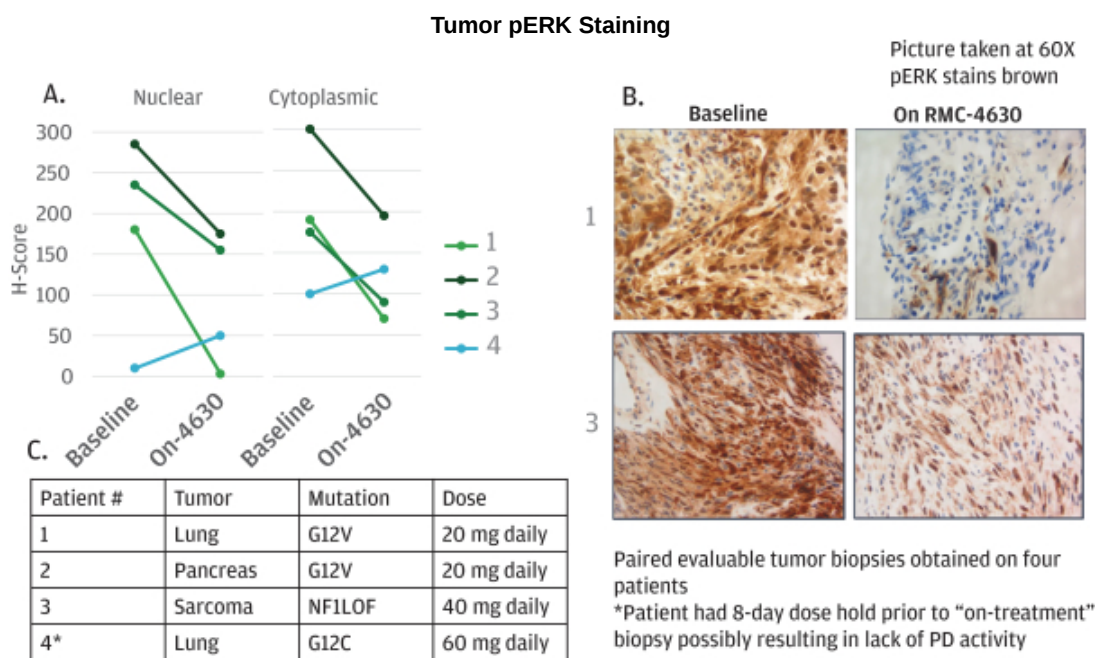 Tumor pERK Staining
Picture taken at 60X
pERK stains brown
A.
Nuclear
Cytoplasmic
300
250
200
150
100
50
0
H-Score
Baseline
On-4630
Baseline
On-4630
1
2
3
4
B.
Baseline
On RMC-4630
1
3
C.
Patient # Tumor Mutation Dose
1 Lung G12V 20 mg daily
2 Pancreas G12V 20 mg daily
3 Sarcoma NF1LOF 40 mg daily
4* Lung G12C 60 mg daily
Paired evaluable tumor biopsies obtained on four
patients
*Patient had 8-day dose hold prior to “on-treatment”
biopsy possibly resulting in lack of PD activity